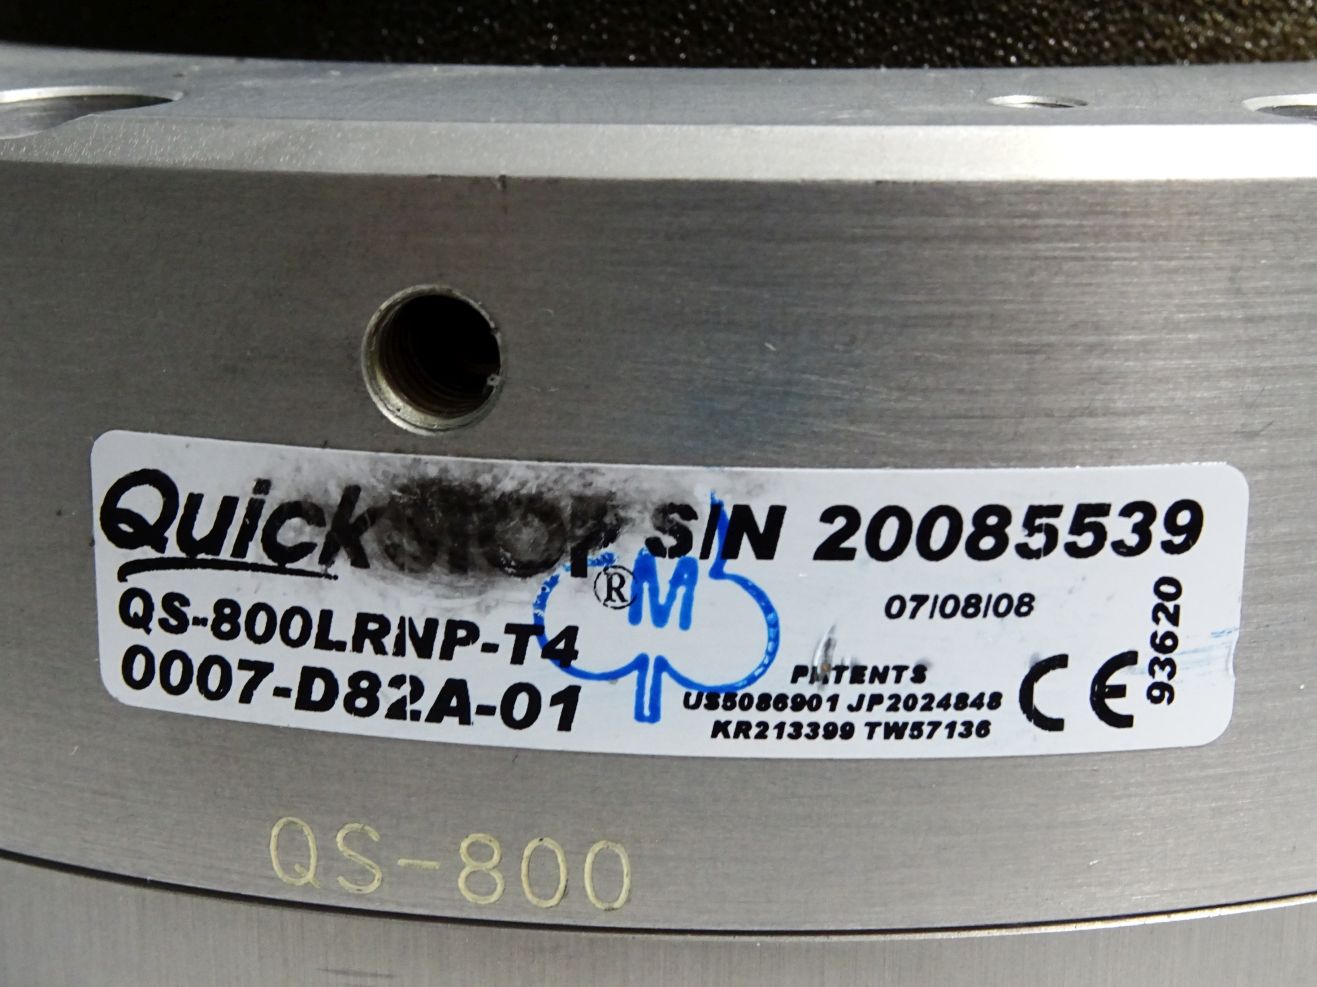 QuickSTOP® S/N 20085539
QS-800LRNP-T4
0007-D82A-01
M
07/08/08
PATENTS
US5086901 JP2024848
KR213399 TW57136
CE
93620
QS-800